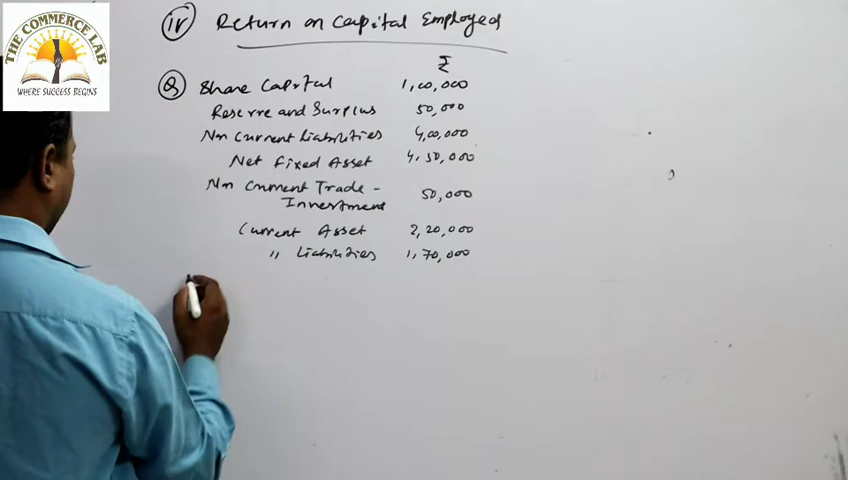 THE COMMERCE LAB
WHERE SUCCESS BEGINS
iv Return on Capital Employed
₹
Q Share Capital 1,00,000
Reserve and Surplus 50,000
Non Current Liabilities 4,00,000
Net Fixed Asset 4,50,000
Non Current Trade -
Investment 50,000
Current Asset 2,20,000
" Liabilities 1,70,000